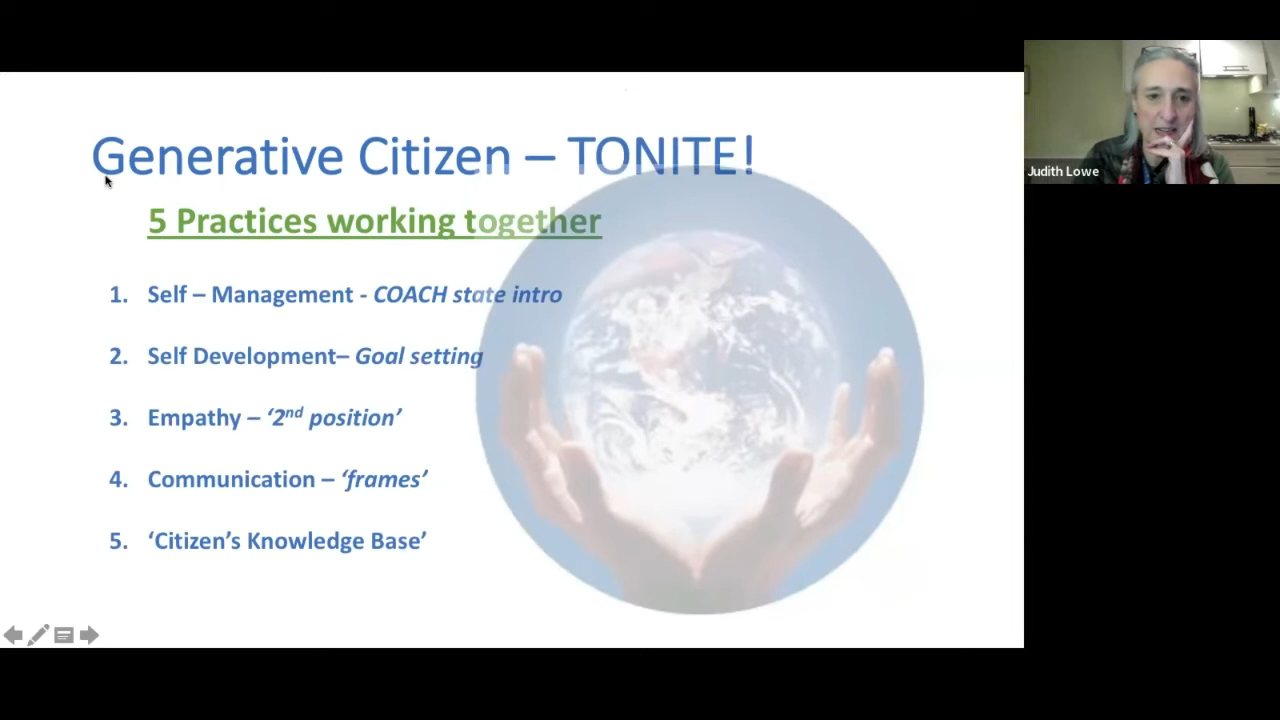 Generative Citizen – TONITE!
5 Practices working together
1. Self – Management - COACH state intro
2. Self Development– Goal setting
3. Empathy – ‘2nd position’
4. Communication – ‘frames’
5. ‘Citizen’s Knowledge Base’
Judith Lowe